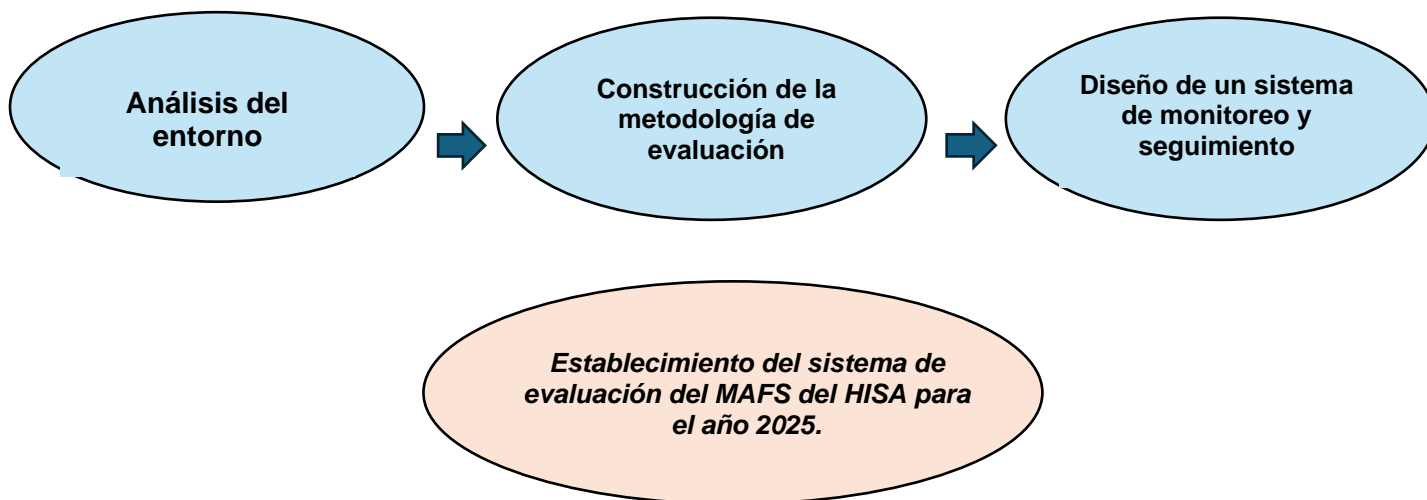 Análisis del
entorno
Construcción de la
metodología de
evaluación
Diseño de un sistema
de monitoreo y
seguimiento
Establecimiento del sistema de
evaluación del MAFS del HISA para
el año 2025.